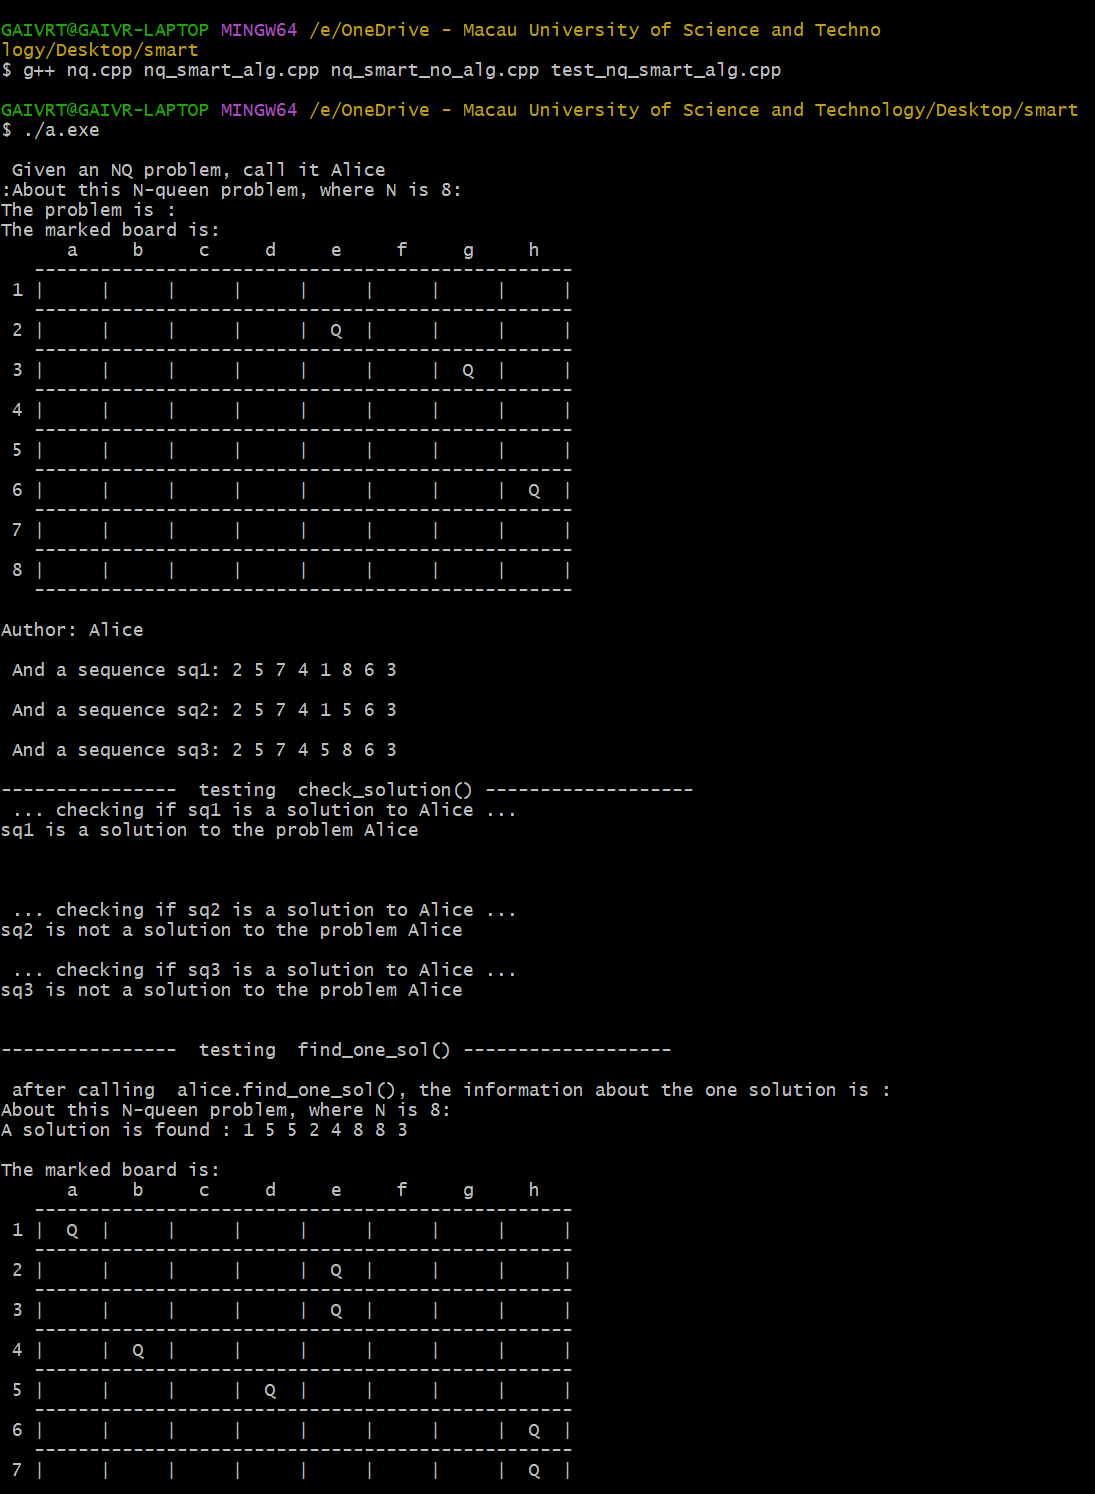 GAIVRT@GAIVR-LAPTOP MINGW64 /e/OneDrive - Macau University of Science and Techno
logy/Desktop/smart
$ g++ nq.cpp nq_smart_alg.cpp nq_smart_no_alg.cpp test_nq_smart_alg.cpp

GAIVRT@GAIVR-LAPTOP MINGW64 /e/OneDrive - Macau University of Science and Technology/Desktop/smart
$ ./a.exe

 Given an NQ problem, call it Alice
:About this N-queen problem, where N is 8:
The problem is :
The marked board is:
      a     b     c     d     e     f     g     h
   -------------------------------------------------
 1 |     |     |     |     |     |     |     |     |
   -------------------------------------------------
 2 |     |     |     |     |  Q  |     |     |     |
   -------------------------------------------------
 3 |     |     |     |     |     |     |  Q  |     |
   -------------------------------------------------
 4 |     |     |     |     |     |     |     |     |
   -------------------------------------------------
 5 |     |     |     |     |     |     |     |     |
   -------------------------------------------------
 6 |     |     |     |     |     |     |     |  Q  |
   -------------------------------------------------
 7 |     |     |     |     |     |     |     |     |
   -------------------------------------------------
 8 |     |     |     |     |     |     |     |     |
   -------------------------------------------------

Author: Alice

 And a sequence sq1: 2 5 7 4 1 8 6 3

 And a sequence sq2: 2 5 7 4 1 5 6 3

 And a sequence sq3: 2 5 7 4 5 8 6 3

----------------  testing  check_solution() -------------------
 ... checking if sq1 is a solution to Alice ...
sq1 is a solution to the problem Alice

 ... checking if sq2 is a solution to Alice ...
sq2 is not a solution to the problem Alice

 ... checking if sq3 is a solution to Alice ...
sq3 is not a solution to the problem Alice

----------------  testing  find_one_sol() -------------------

 after calling  alice.find_one_sol(), the information about the one solution is :
About this N-queen problem, where N is 8:
A solution is found : 1 5 5 2 4 8 8 3

The marked board is:
      a     b     c     d     e     f     g     h
   -------------------------------------------------
 1 |  Q  |     |     |     |     |     |     |     |
   -------------------------------------------------
 2 |     |     |     |     |  Q  |     |     |     |
   -------------------------------------------------
 3 |     |     |     |     |  Q  |     |     |     |
   -------------------------------------------------
 4 |     |  Q  |     |     |     |     |     |     |
   -------------------------------------------------
 5 |     |     |     |  Q  |     |     |     |     |
   -------------------------------------------------
 6 |     |     |     |     |     |     |     |  Q  |
   -------------------------------------------------
 7 |     |     |     |     |     |     |     |  Q  |